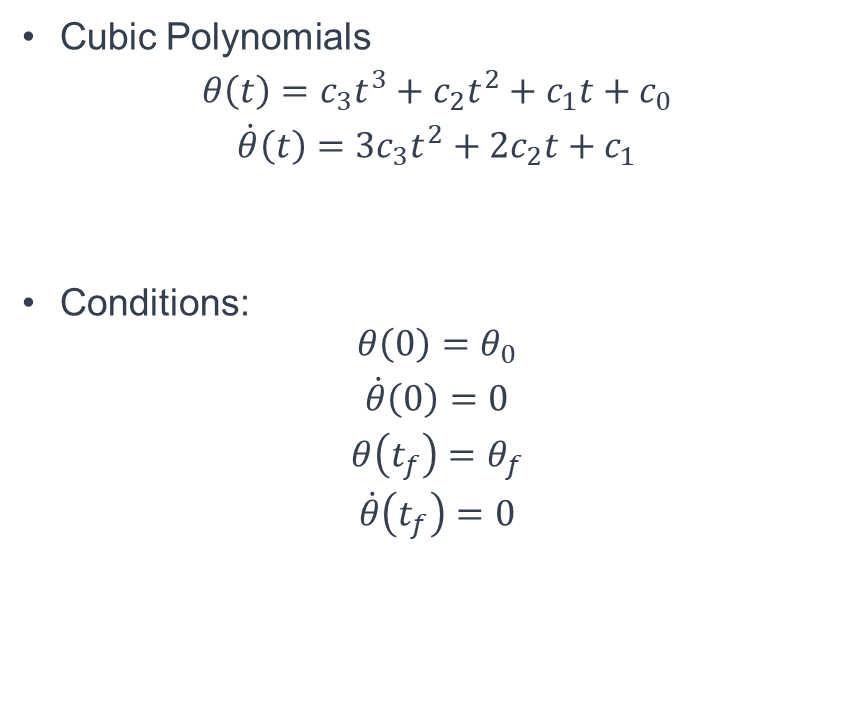 • Cubic Polynomials
θ(t) = c₃t³ + c₂t² + c₁t + c₀
θ̇(t) = 3c₃t² + 2c₂t + c₁
• Conditions:
θ(0) = θ₀
θ̇(0) = 0
θ(t_f) = θ_f
θ̇(t_f) = 0